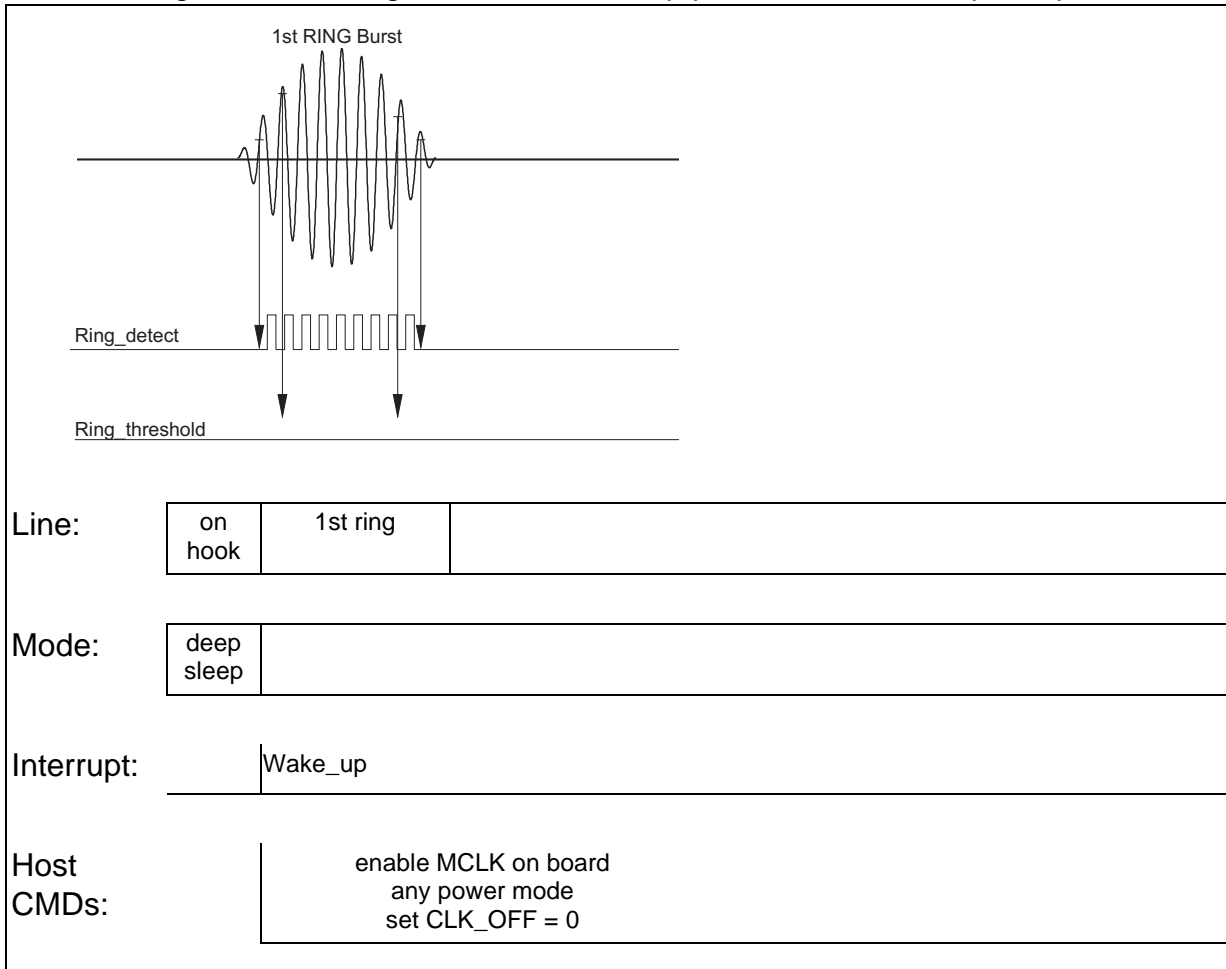 1st RING Burst
Ring_detect
Ring_threshold
Line:
on
hook
1st ring
Mode:
deep
sleep
Interrupt:
Wake_up
Host
CMDs:
enable MCLK on board
any power mode
set CLK_OFF = 0